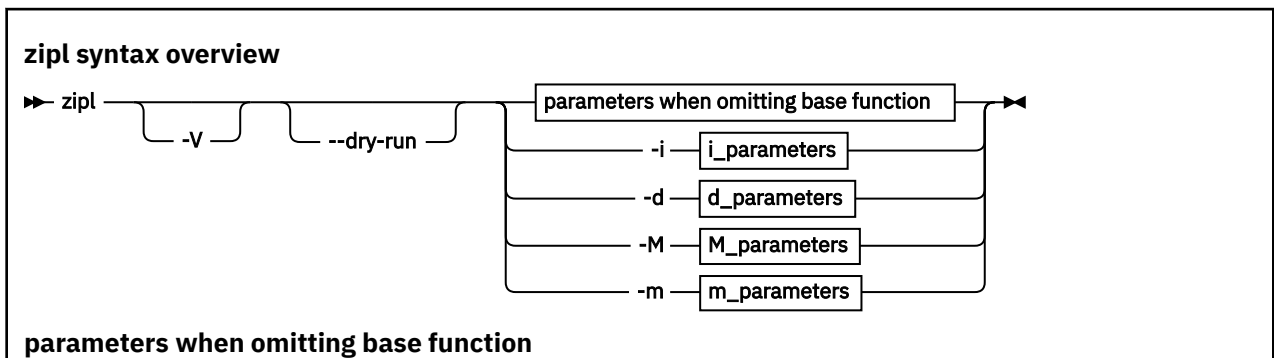 zipl syntax overview
zipl -V --dry-run parameters when omitting base function
-i i_parameters
-d d_parameters
-M M_parameters
-m m_parameters
parameters when omitting base function